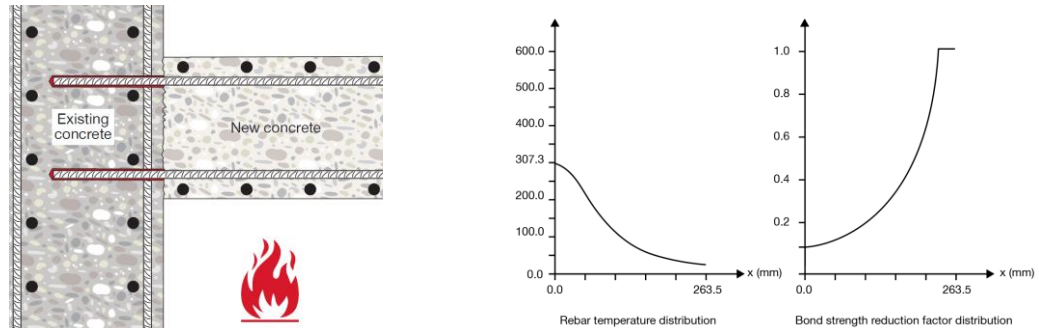 Existing
concrete
New concrete
600.0
500.0
400.0
307.3
200.0
100.0
0.0
0.0
263.5
x (mm)
Rebar temperature distribution
1.0
0.8
0.6
0.4
0.2
0.0
263.5
x (mm)
Bond strength reduction factor distribution